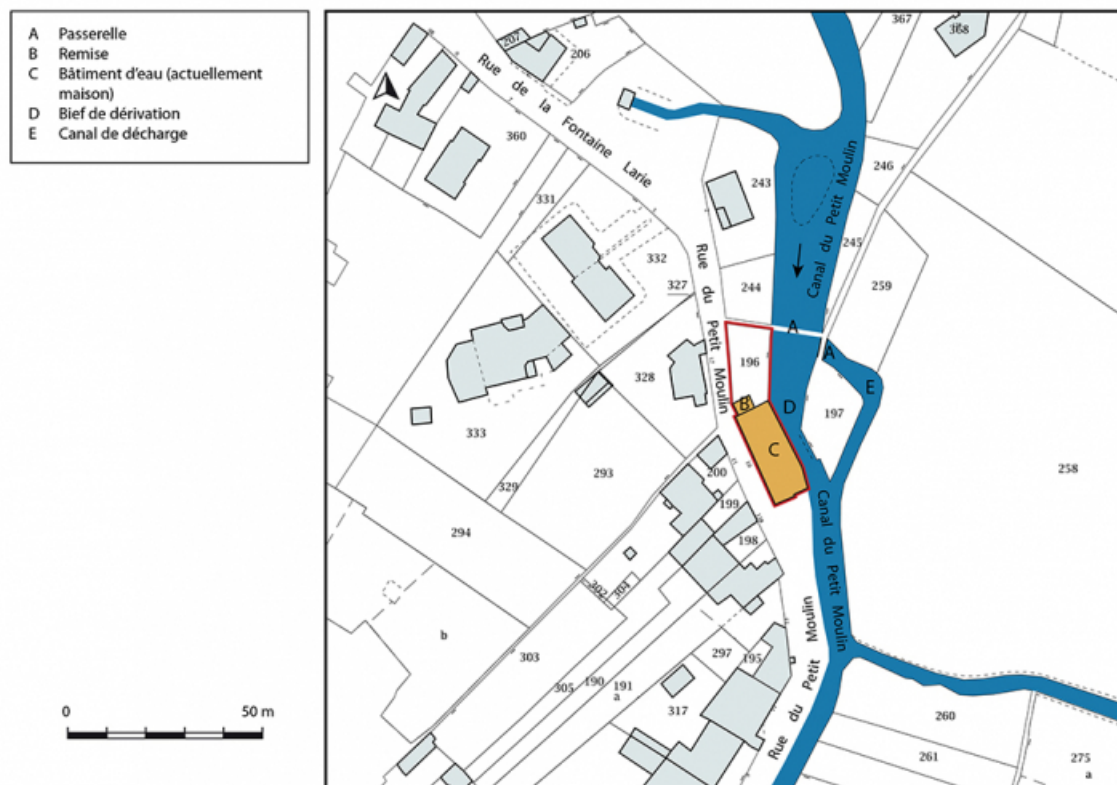 A Passerelle
B Remise
C Bâtiment d'eau (actuellement
maison)
D Bief de dérivation
E Canal de décharge
0 50 m
367
368
207
206
Rue de la Fontaine Larie
360
246
243
331
Canal du Petit Moulin
245
332
327
244
259
Rue du Petit Moulin
A
A
196
328
E
B
D
197
333
C
200
293
258
329
199
294
198
Canal du Petit Moulin
302
304
b
303
297
195
305
190
191
a
317
Rue du Petit Moulin
260
261
275
a